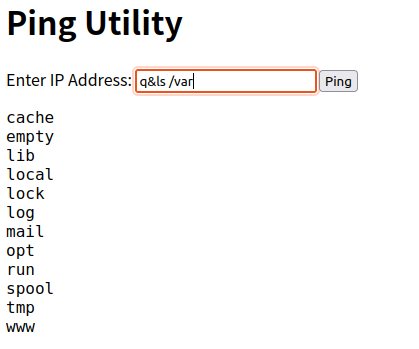 Ping Utility
Enter IP Address: q&ls /var Ping
cache
empty
lib
local
lock
log
mail
opt
run
spool
tmp
www